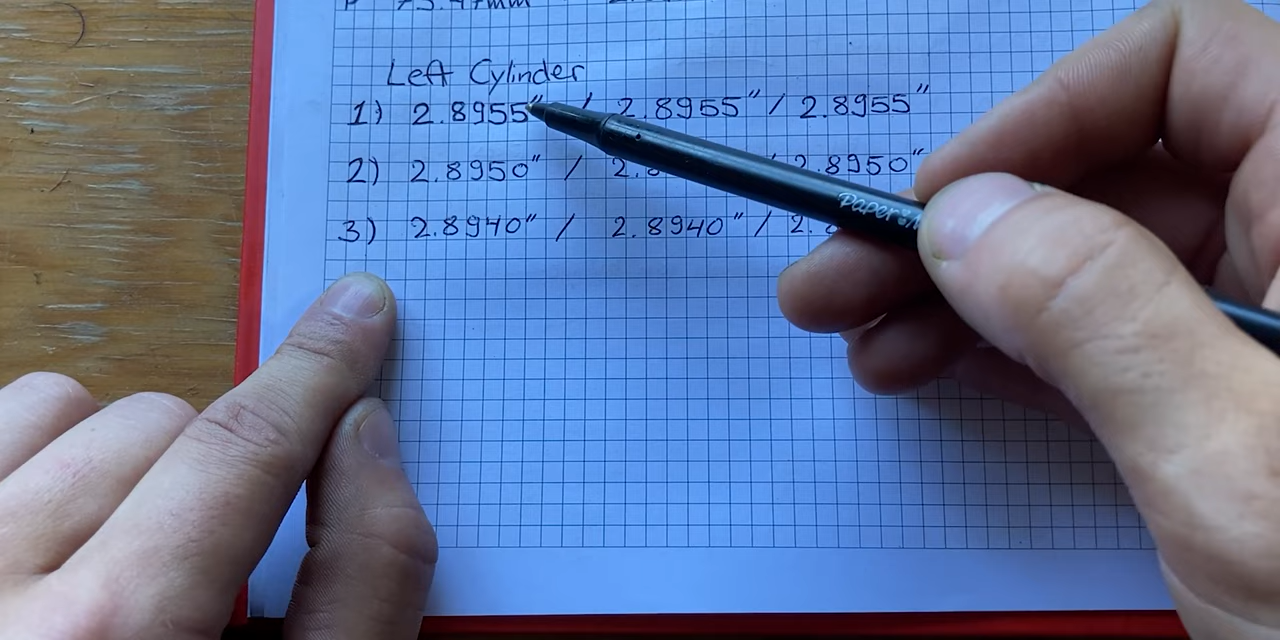 Left Cylinder
1) 2.8955" / 2.8955" / 2.8955"
2) 2.8950" / 2.8950"
3) 2.8940" / 2.8940" /
Paper